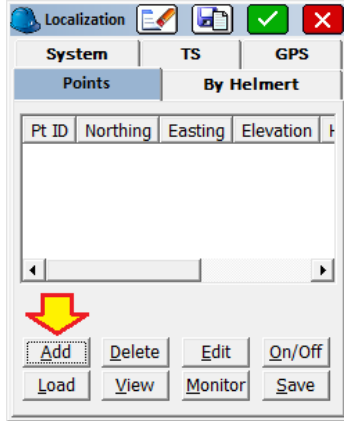 Localization
System TS GPS
Points By Helmert
Pt ID Northing Easting Elevation
Add Delete Edit On/Off
Load View Monitor Save